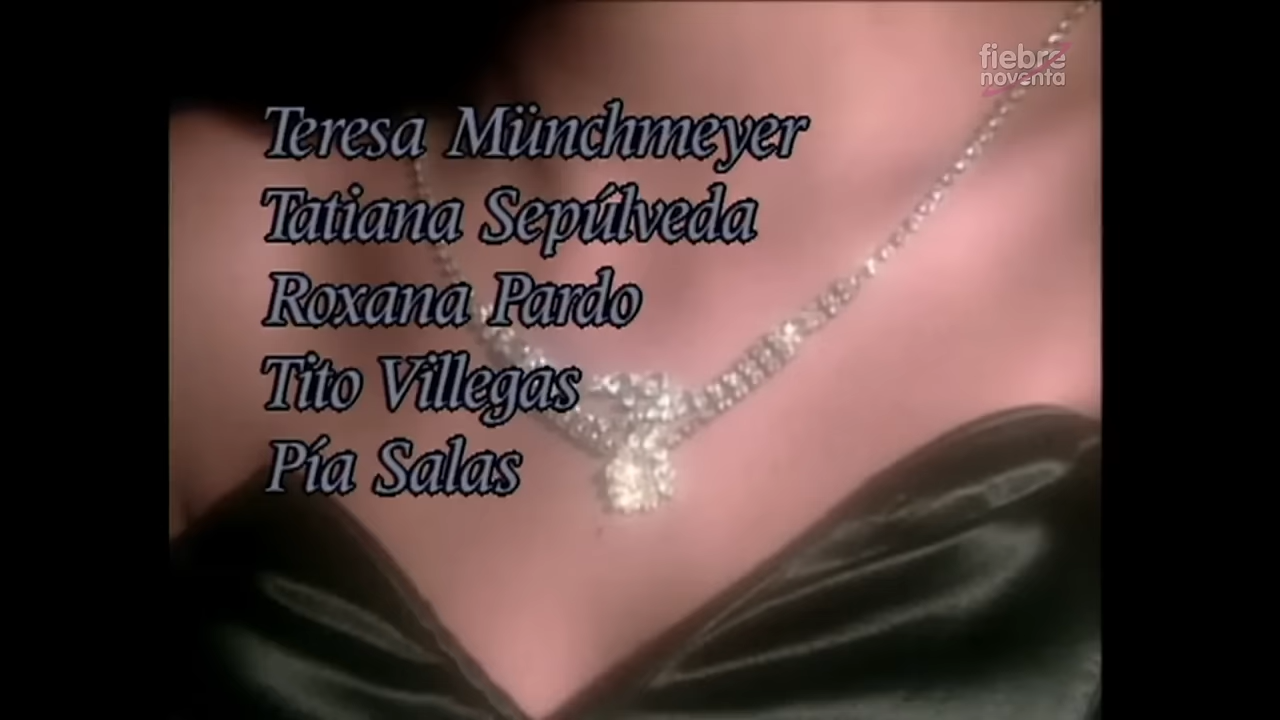 fiebre
noventa
Teresa Münchmeyer
Tatiana Sepúlveda
Roxana Pardo
Tito Villegas
Pía Salas